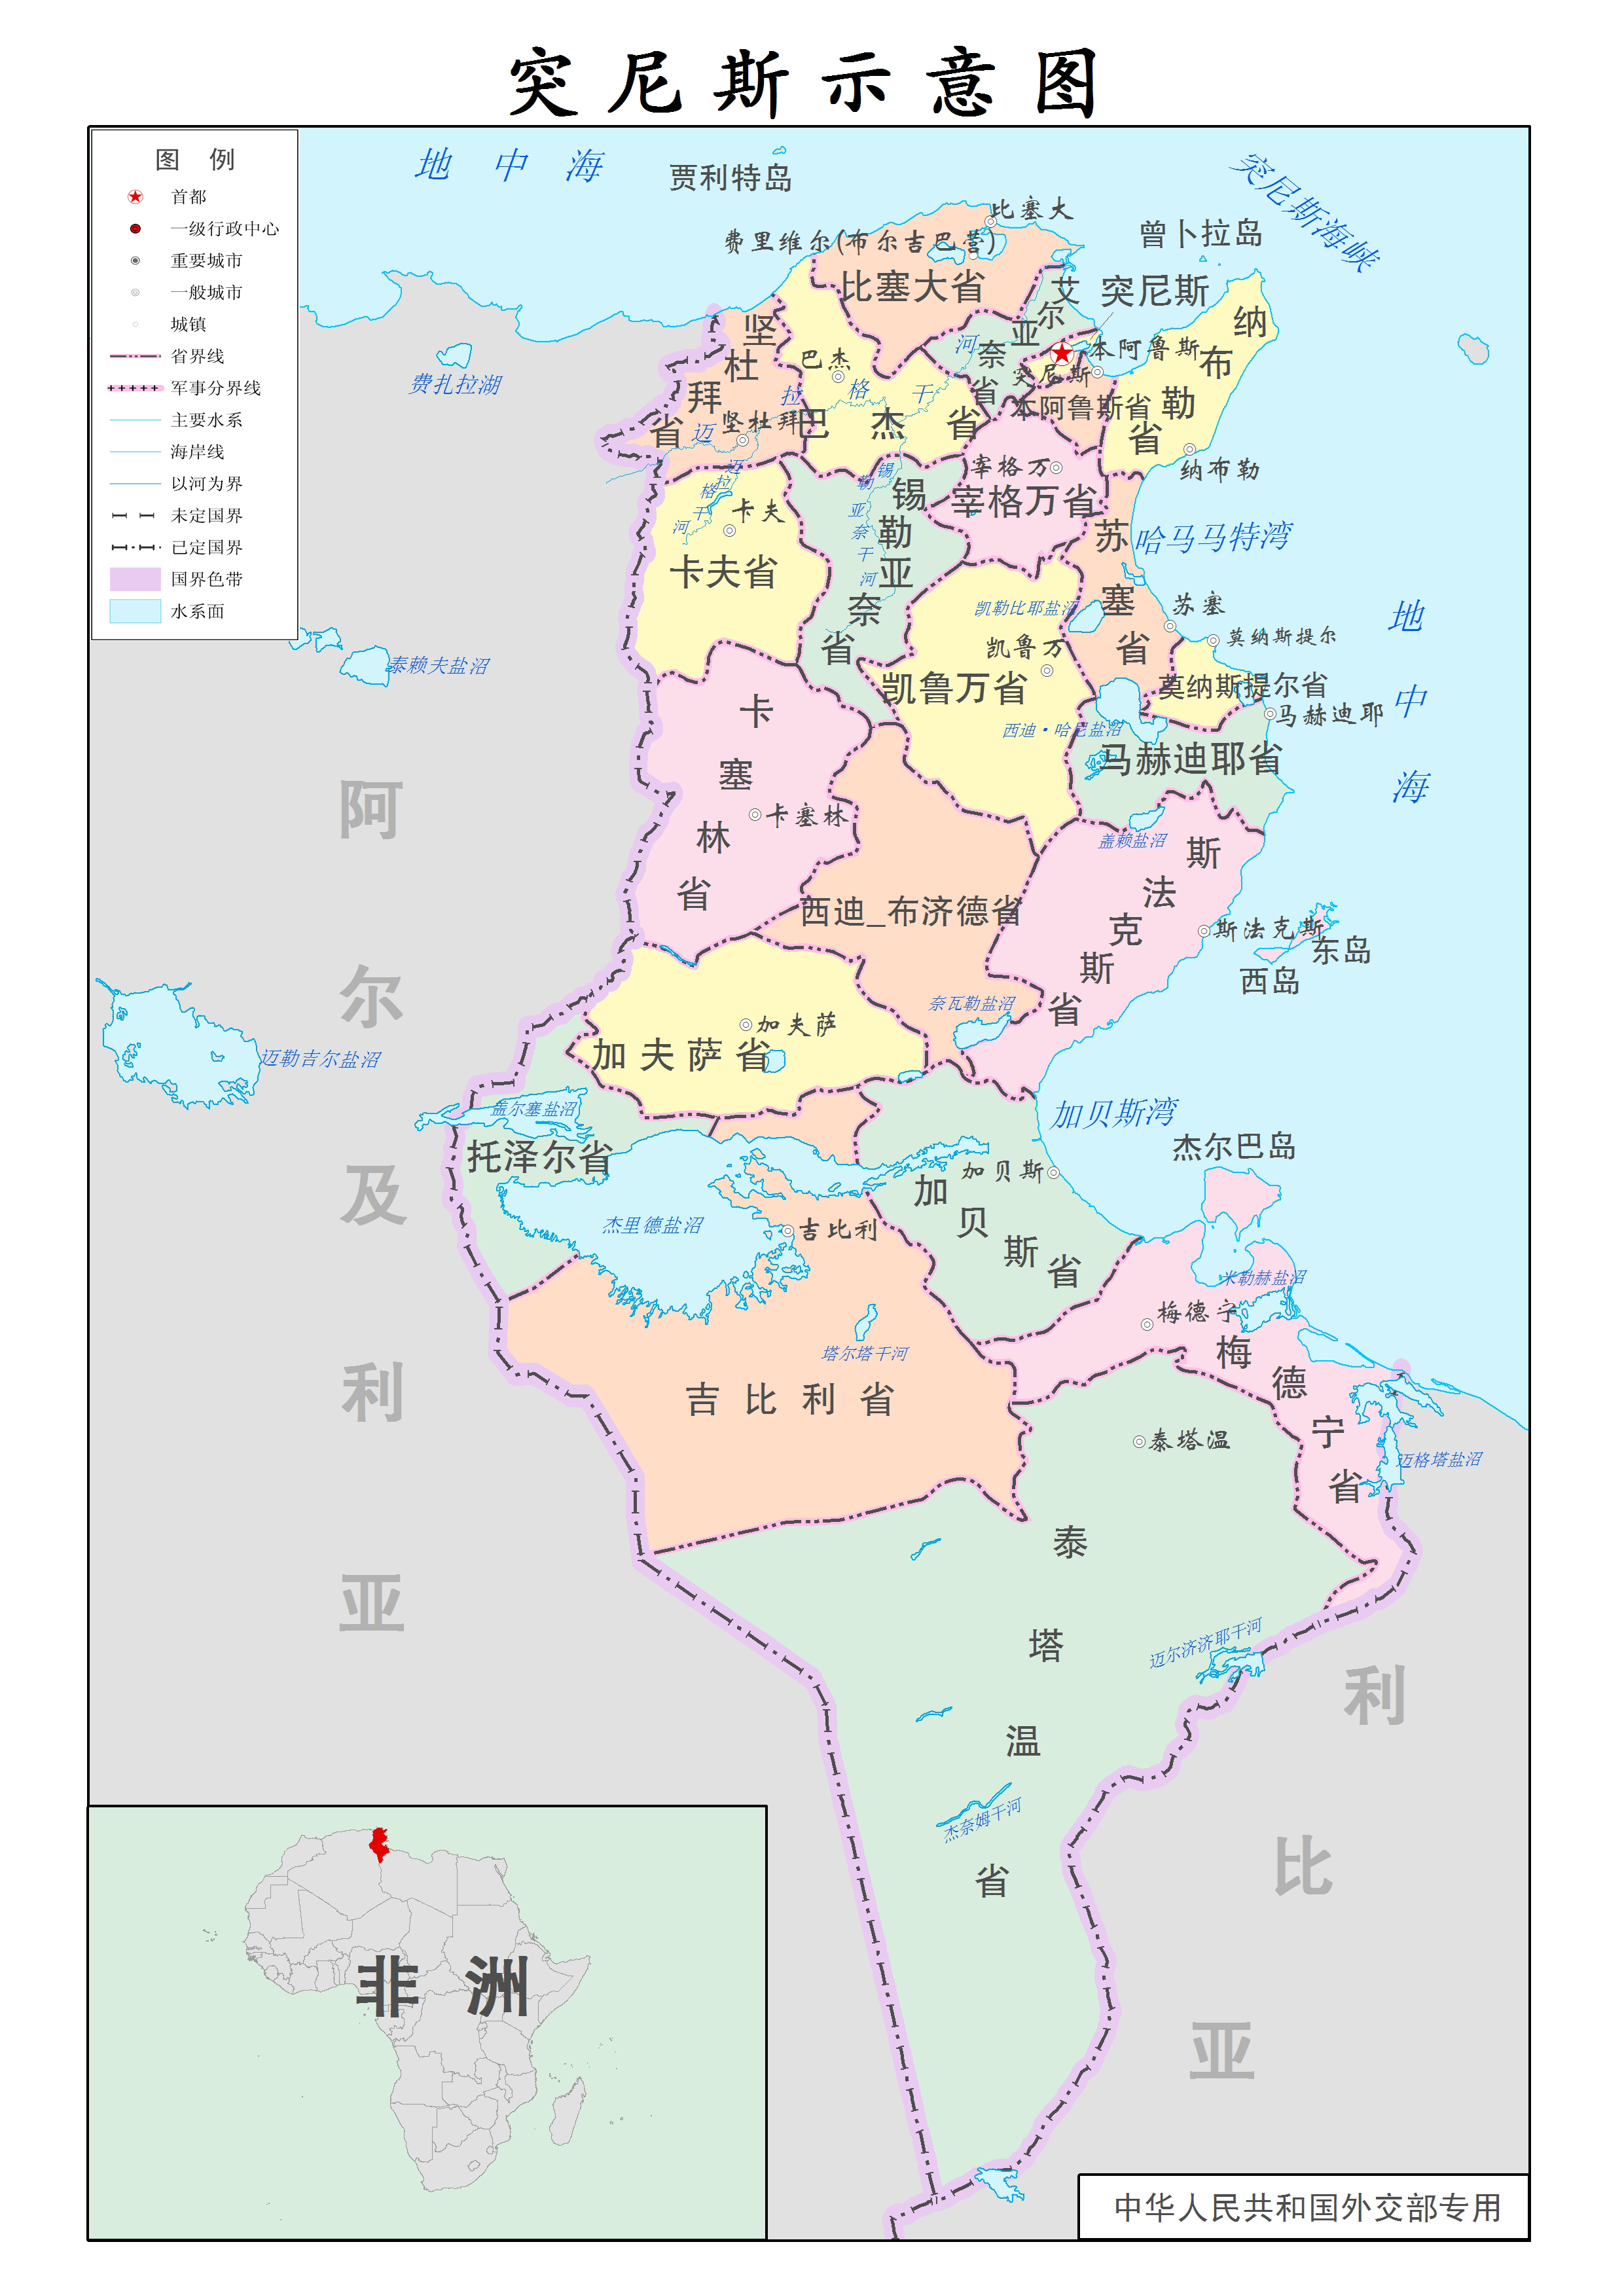 突尼斯示意图
图 例
首都
一级行政中心
重要城市
一般城市
城镇
省界线
军事分界线
主要水系
海岸线
以河为界
未定国界
已定国界
国界色带
水系面
地中海
贾利特岛
突尼斯海峡
比塞大
费里维尔(布尔吉巴营)
曾卜拉岛
比塞大省
艾尔亚奈省
突尼斯
纳布勒省
坚杜拜省
巴杰
本阿鲁斯
突尼斯
本阿鲁斯省
费扎拉湖
迈拉格干河
坚杜拜
巴杰省
宰格万
纳布勒
迈拉格干河
锡勒亚奈干河
宰格万省
卡夫
锡勒亚奈省
苏塞省
哈马马特湾
卡夫省
凯勒比耶盐沼
苏塞
地中海
凯鲁万
莫纳斯提尔
泰赖夫盐沼
凯鲁万省
莫纳斯提尔省
卡塞林省
马赫迪耶
西迪·哈尼盐沼
马赫迪耶省
阿尔及利亚
卡塞林
盖赖盐沼
斯法克斯省
西迪_布济德省
斯法克斯
东岛
西岛
奈瓦勒盐沼
加夫萨
加夫萨省
迈勒吉尔盐沼
盖尔塞盐沼
加贝斯湾
托泽尔省
杰尔巴岛
加贝斯
加贝斯省
杰里德盐沼
吉比利
米勒赫盐沼
梅德宁
塔尔塔干河
梅德宁省
吉比利省
泰塔温
迈格塔盐沼
泰塔温省
迈尔济济耶干河
利比亚
杰奈姆干河
非洲
中华人民共和国外交部专用